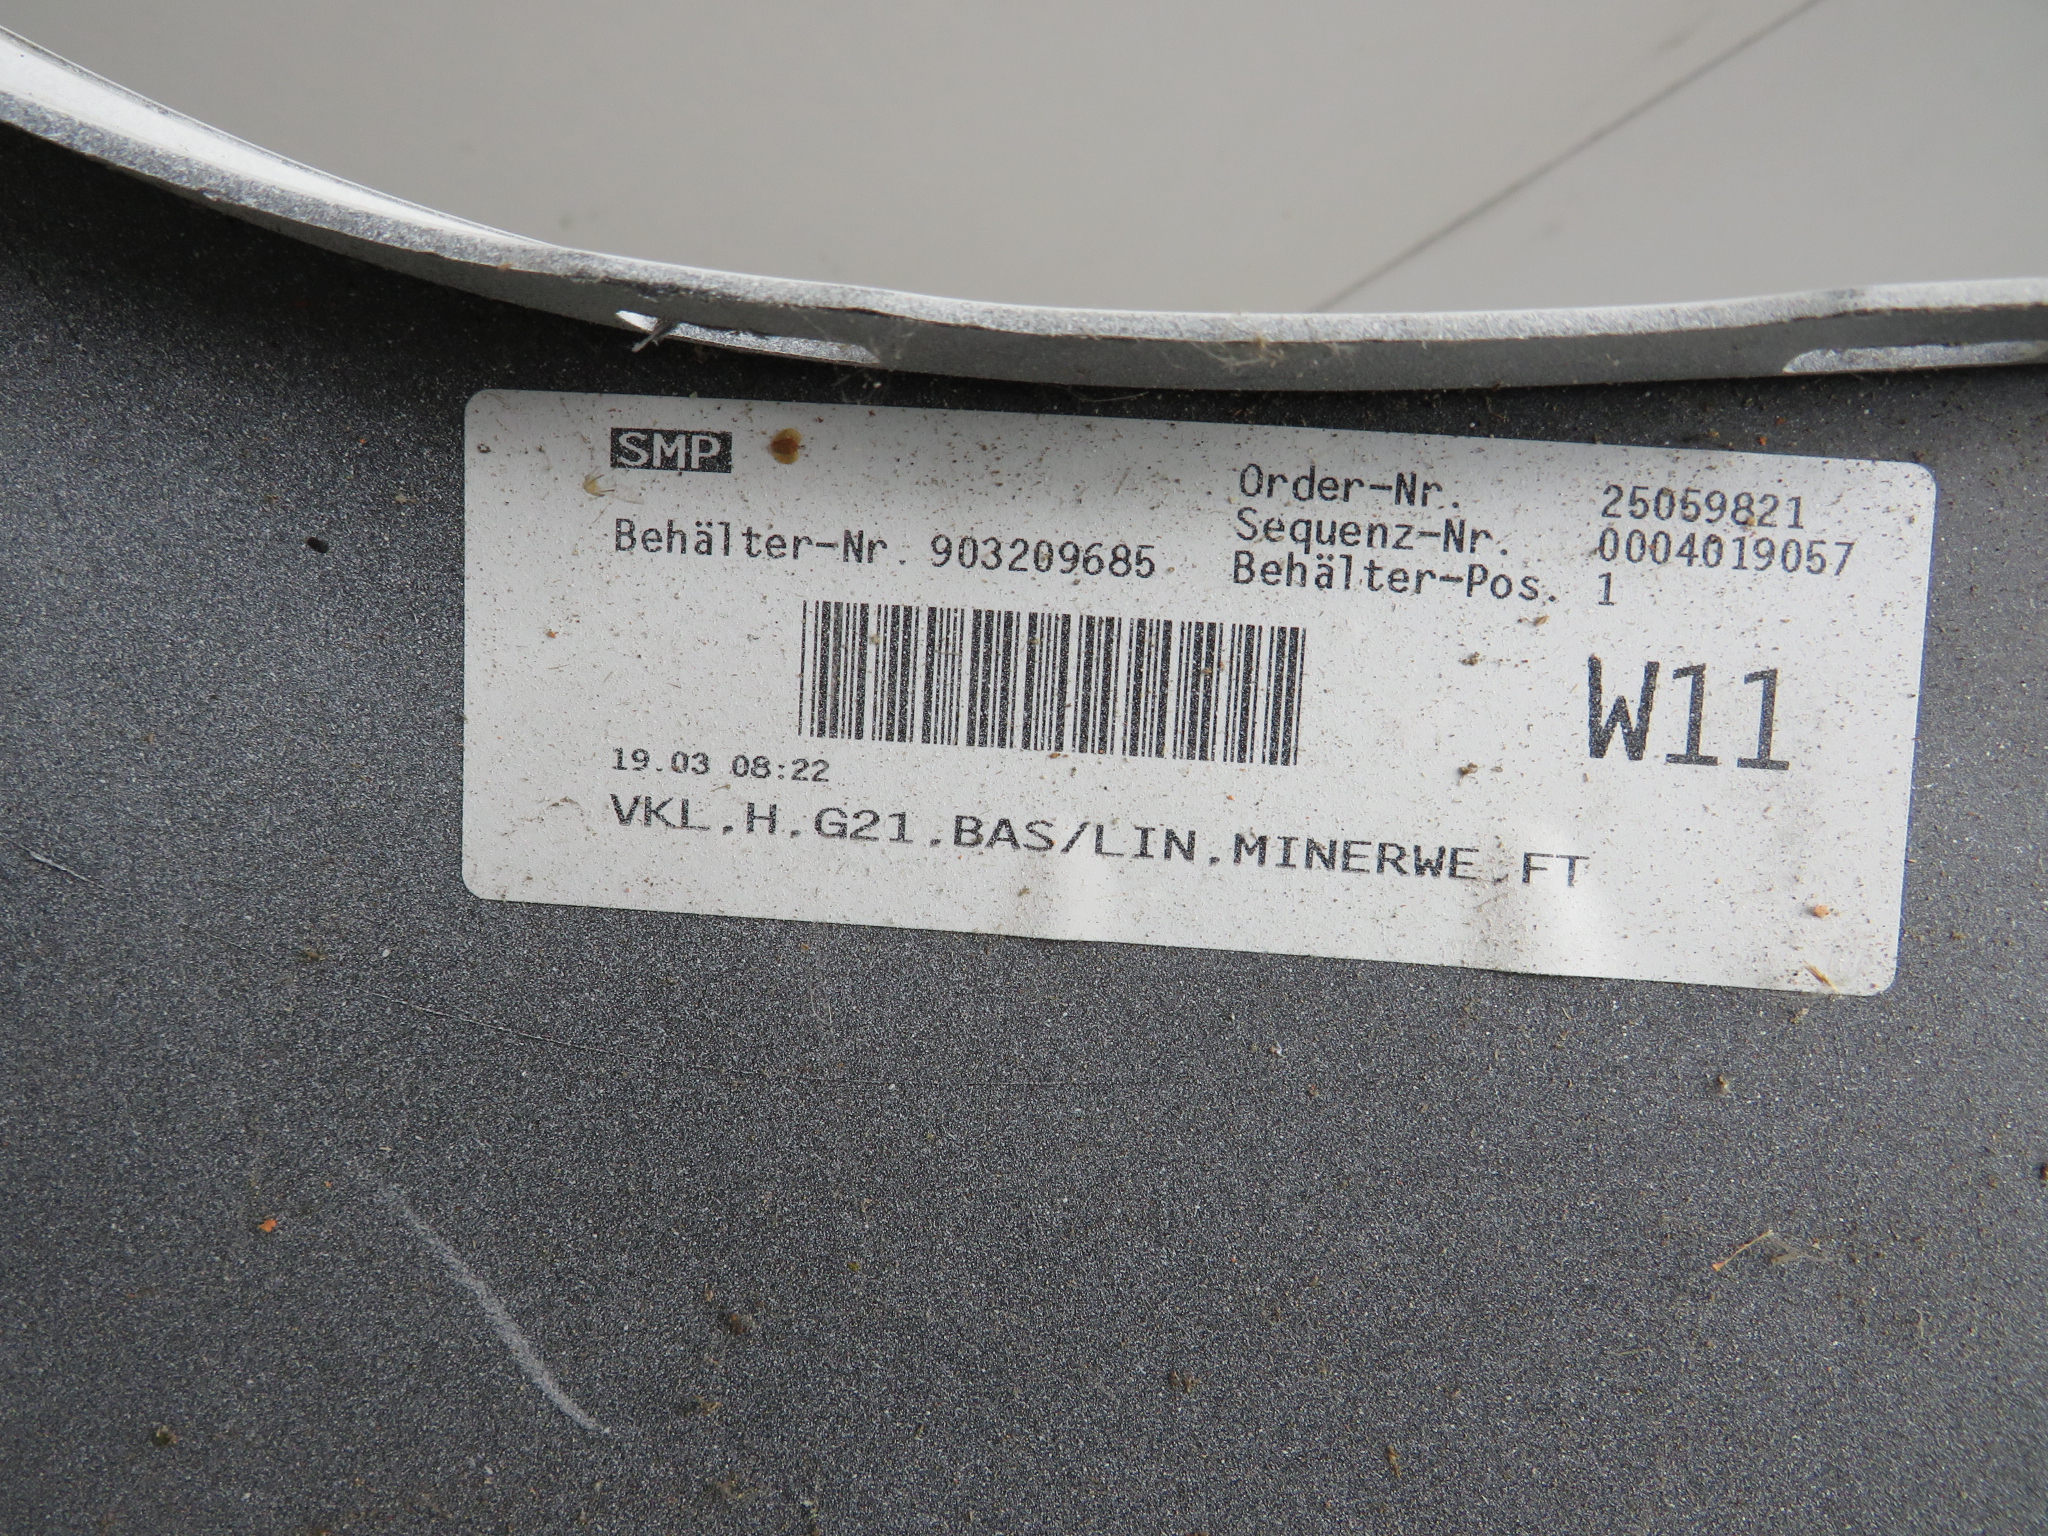 SMP
Behälter-Nr. 903209685
Order-Nr. 25059821
Sequenz-Nr. 0004019057
Behälter-Pos. 1
W11
19.03 08:22
VKL.H.G21.BAS/LIN.MINERWE.FT